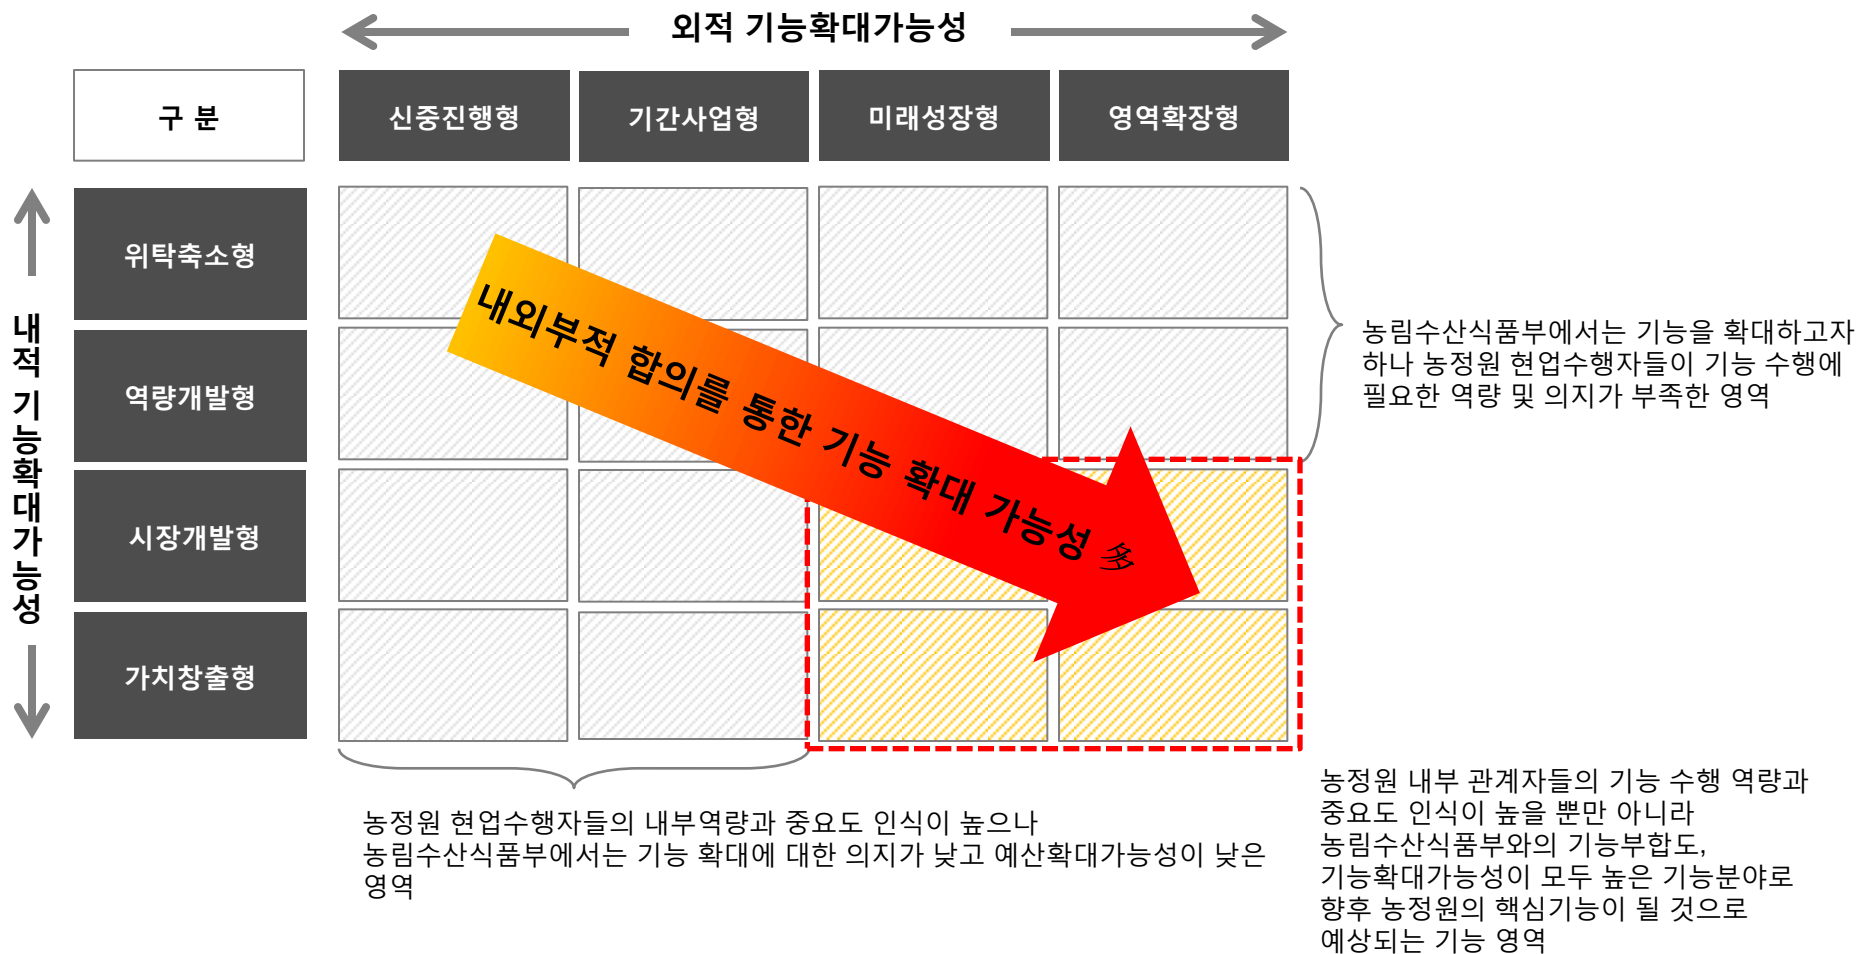 외적 기능확대가능성
구 분
신중진행형
기간사업형
미래성장형
영역확장형
내적 기능확대가능성
위탁축소형
역량개발형
시장개발형
가치창출형
내외부적 합의를 통한 기능 확대 가능성 多
농림수산식품부에서는 기능을 확대하고자
하나 농정원 현업수행자들이 기능 수행에
필요한 역량 및 의지가 부족한 영역
농정원 현업수행자들의 내부역량과 중요도 인식이 높으나
농림수산식품부에서는 기능 확대에 대한 의지가 낮고 예산확대가능성이 낮은
영역
농정원 내부 관계자들의 기능 수행 역량과
중요도 인식이 높을 뿐만 아니라
농림수산식품부와의 기능부합도,
기능확대가능성이 모두 높은 기능분야로
향후 농정원의 핵심기능이 될 것으로
예상되는 기능 영역